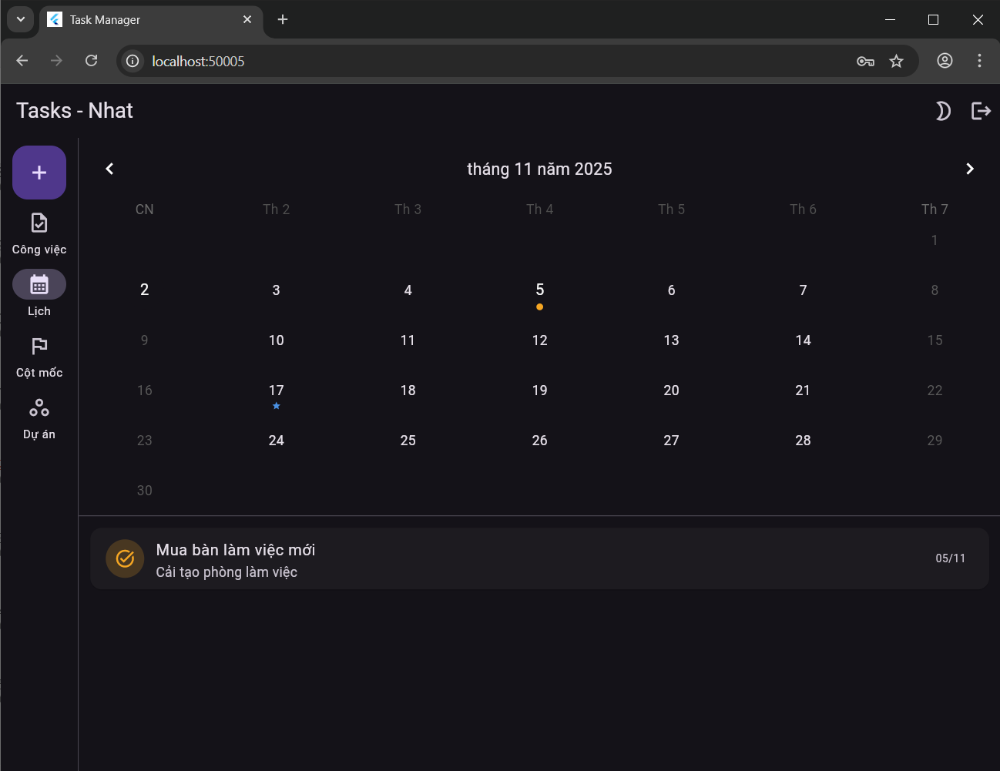 Task Manager
localhost:50005
Tasks - Nhat
Công việc
Lịch
Cột mốc
Dự án
tháng 11 năm 2025
CN Th 2 Th 3 Th 4 Th 5 Th 6 Th 7
1
2 3 4 5 6 7 8
9 10 11 12 13 14 15
16 17 18 19 20 21 22
23 24 25 26 27 28 29
30
Mua bàn làm việc mới
Cải tạo phòng làm việc
05/11